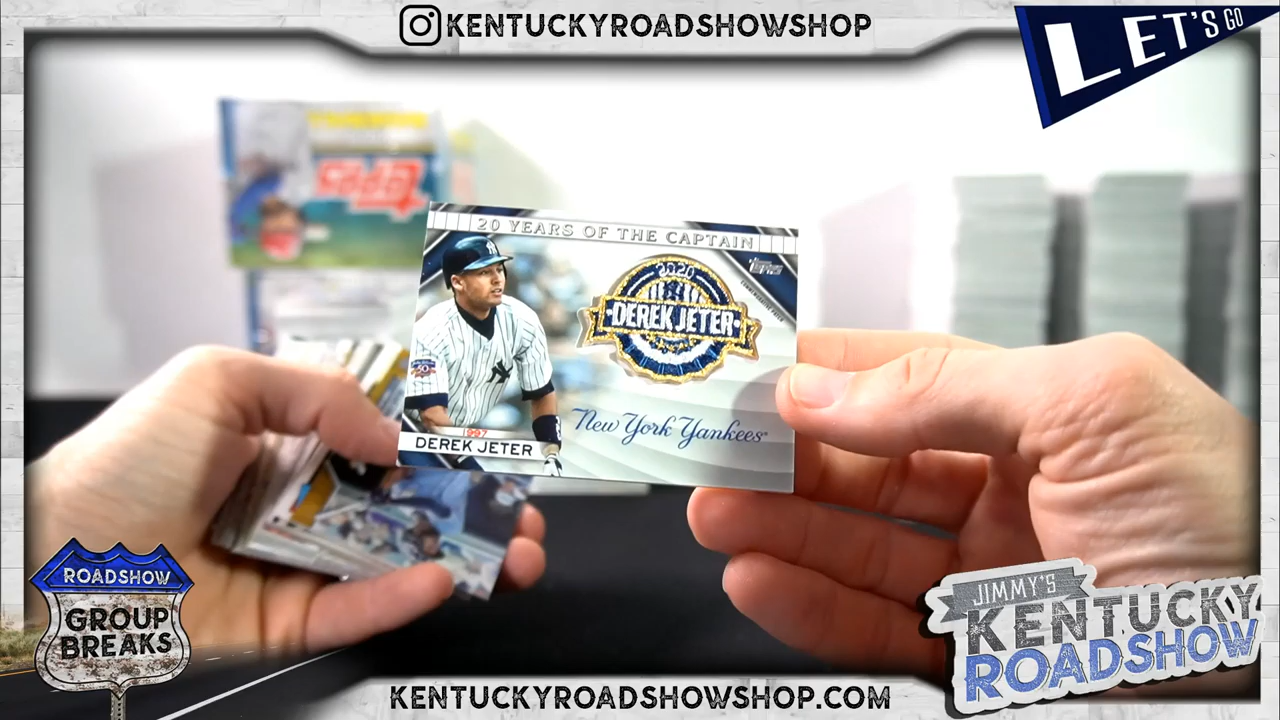 KENTUCKYROADSHOWSHOP
LET'S GO
Topps
20 YEARS OF THE CAPTAIN
Topps
2020
DEREK JETER
New York Yankees
1997
DEREK JETER
ROADSHOW
GROUP
BREAKS
JIMMY'S
KENTUCKY
ROADSHOW
KENTUCKYROADSHOWSHOP.COM